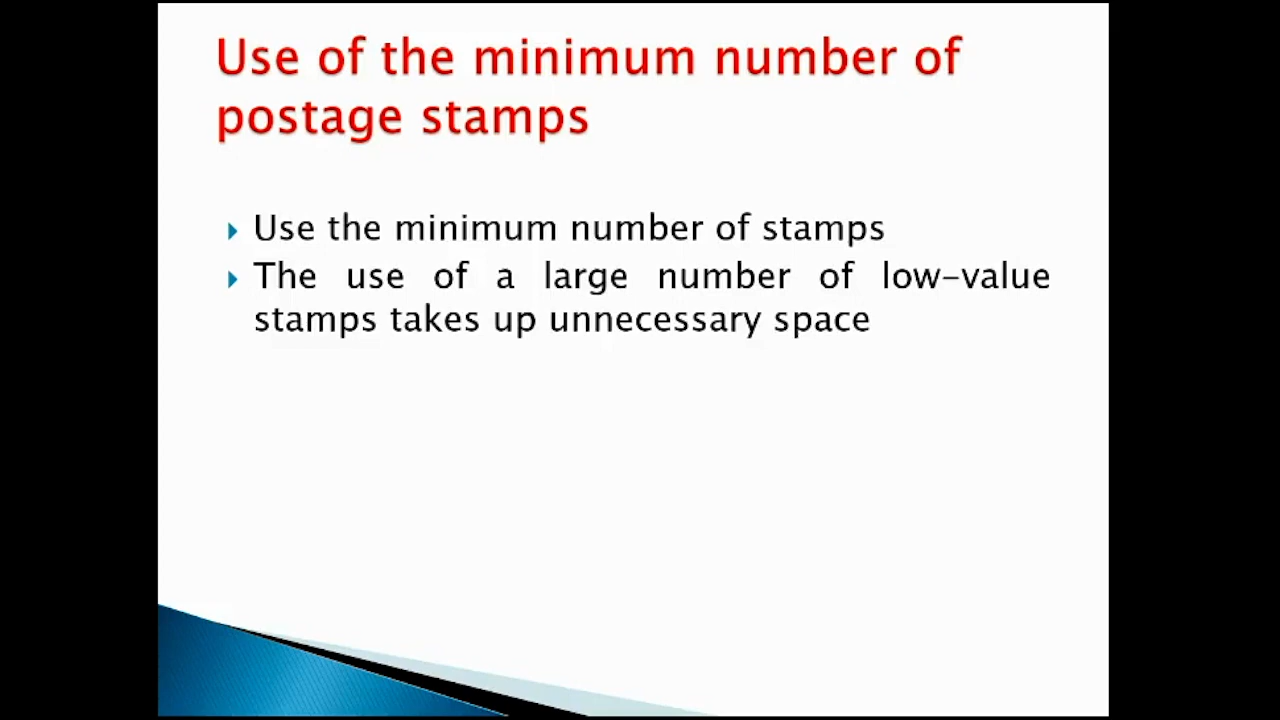 Use of the minimum number of
postage stamps
Use the minimum number of stamps
The use of a large number of low-value
stamps takes up unnecessary space